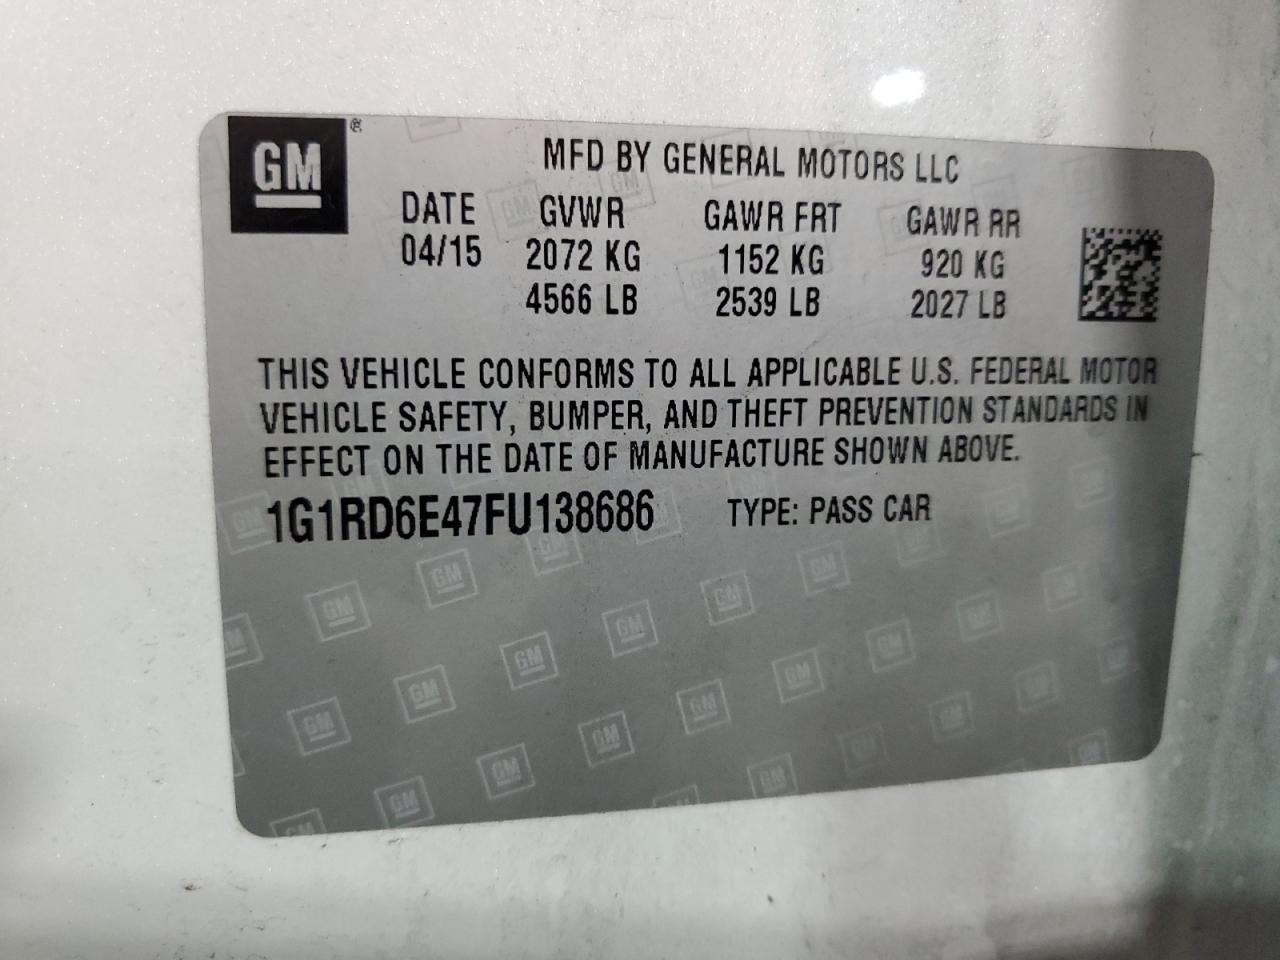 GM
MFD BY GENERAL MOTORS LLC
DATE GVWR GAWR FRT GAWR RR
04/15 2072 KG 1152 KG 920 KG
4566 LB 2539 LB 2027 LB
THIS VEHICLE CONFORMS TO ALL APPLICABLE U.S. FEDERAL MOTOR
VEHICLE SAFETY, BUMPER, AND THEFT PREVENTION STANDARDS IN
EFFECT ON THE DATE OF MANUFACTURE SHOWN ABOVE.
1G1RD6E47FU138686 TYPE: PASS CAR